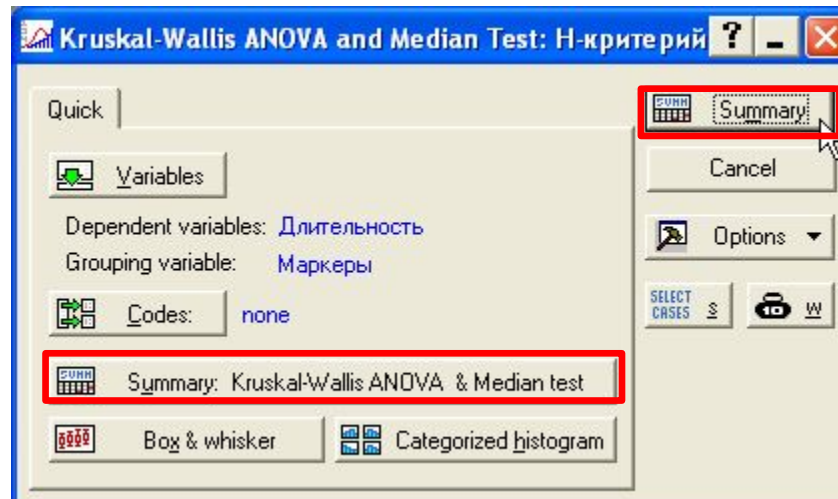 Kruskal-Wallis ANOVA and Median Test: Н-критерий
Quick
Summary
Variables
Cancel
Dependent variables: Длительность
Grouping variable: Маркеры
Options
Codes: none
SELECT CASES S
W
Summary: Kruskal-Wallis ANOVA & Median test
Box & whisker
Categorized histogram